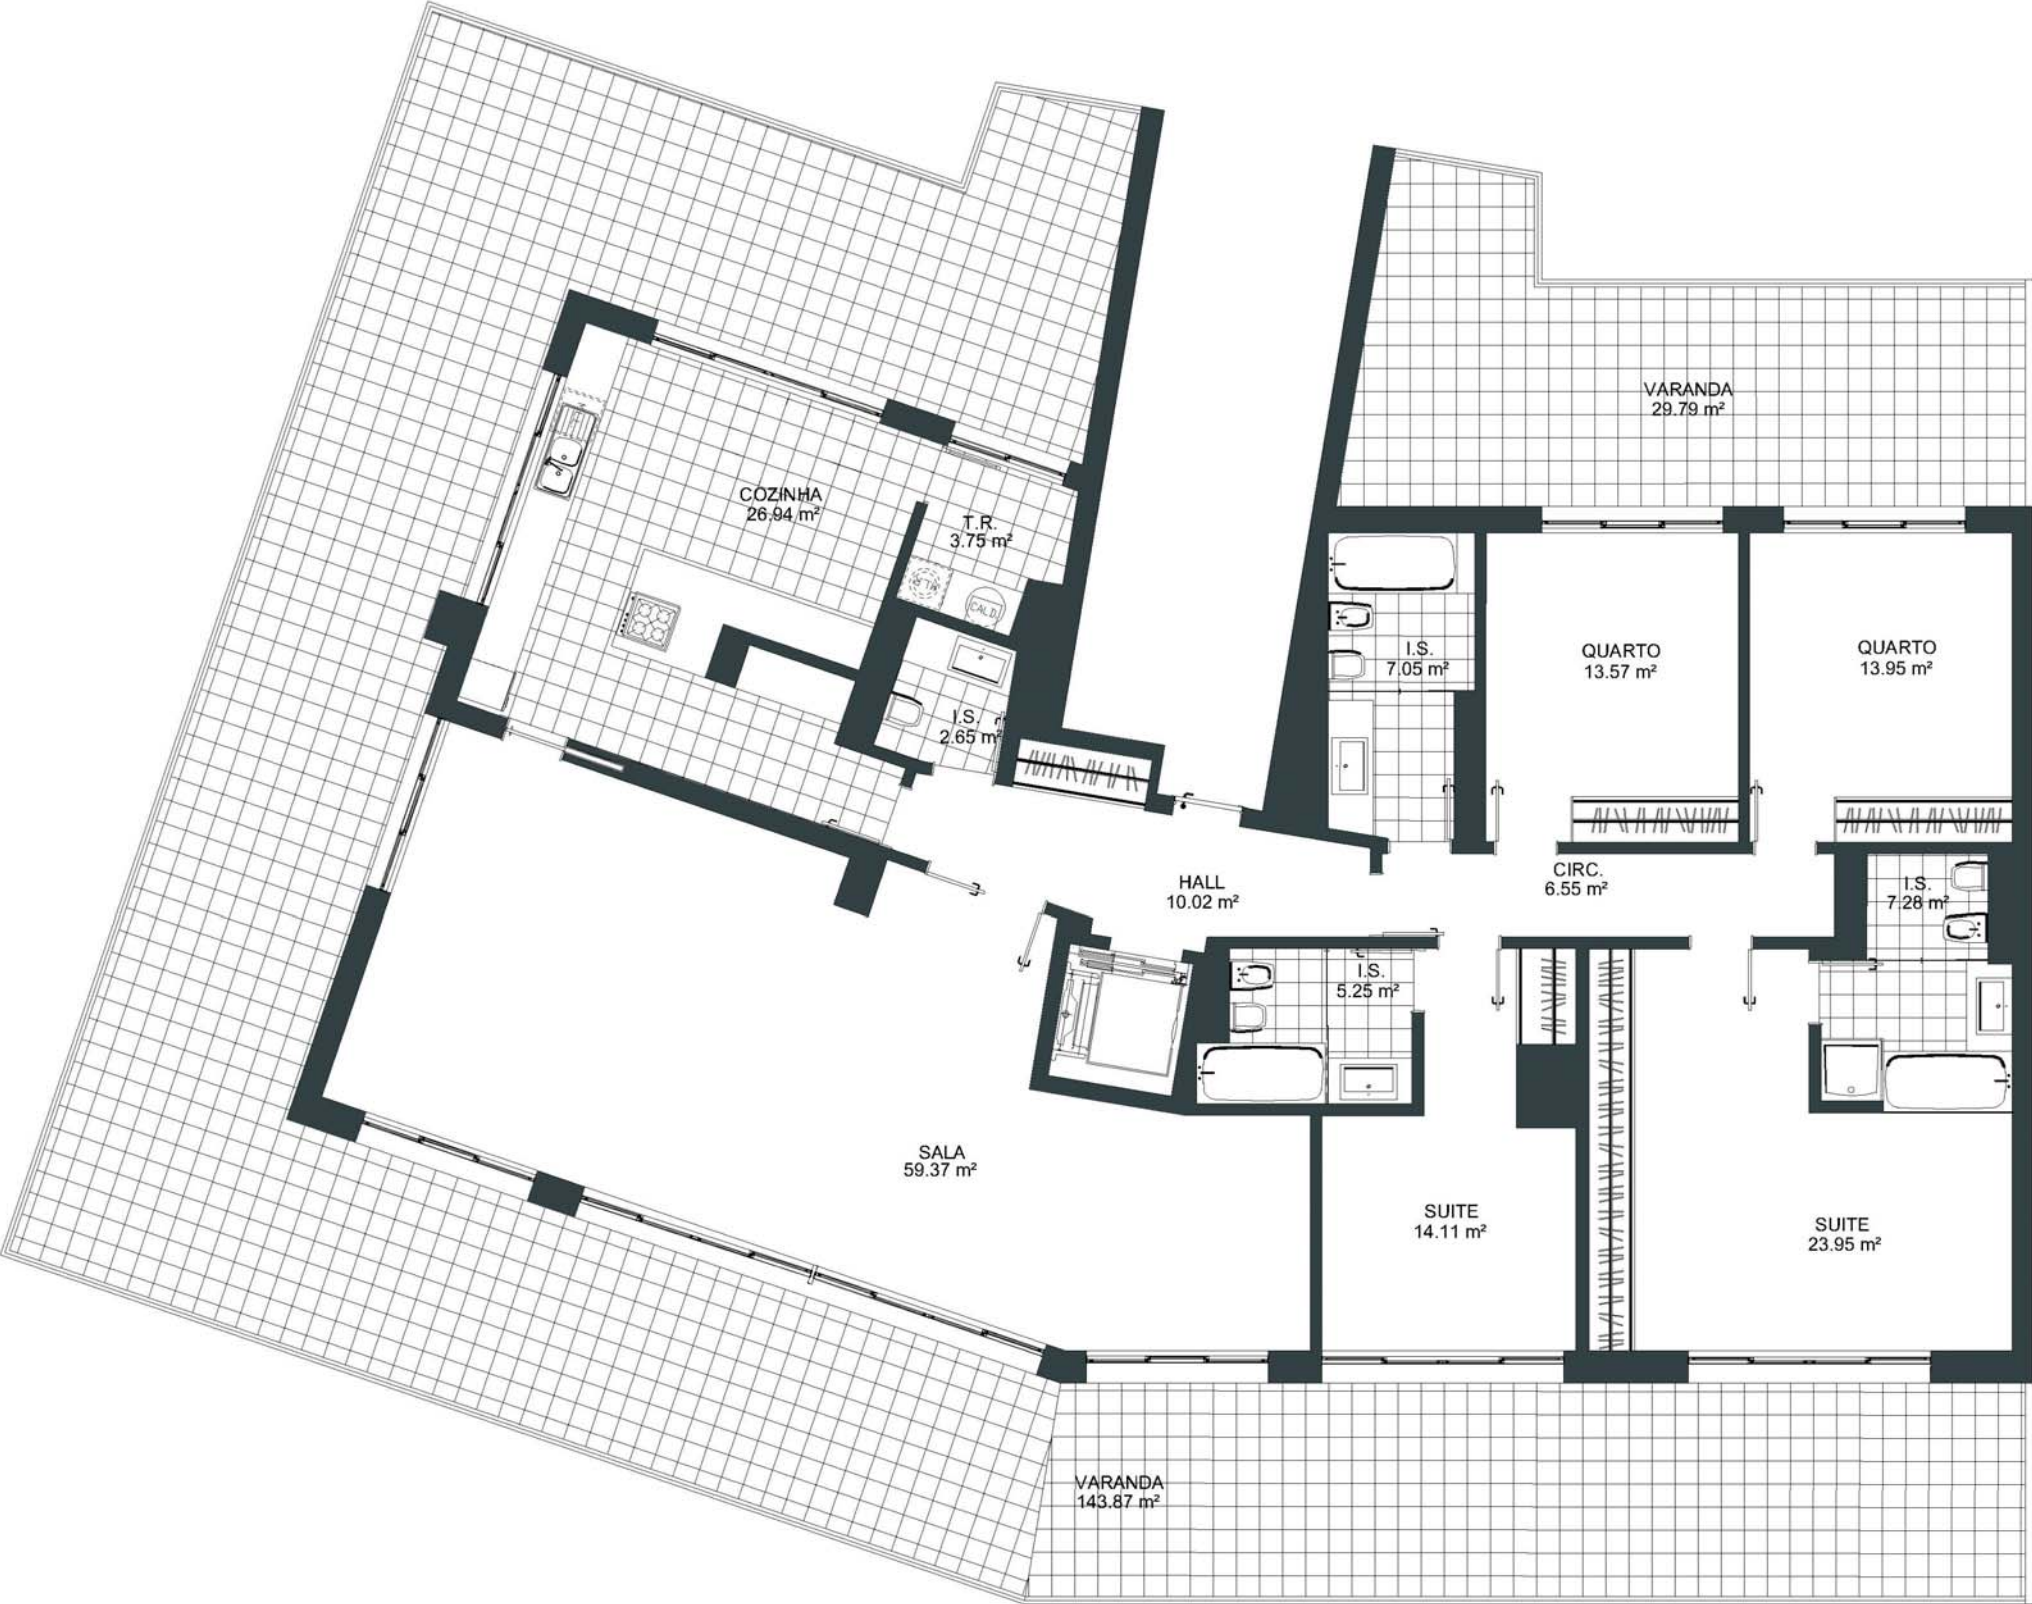 VARANDA
29.79 m²
COZINHA
26.94 m²
T.R.
3.75 m²
CALD.
I.S.
2.65 m²
I.S.
7.05 m²
QUARTO
13.57 m²
QUARTO
13.95 m²
HALL
10.02 m²
CIRC.
6.55 m²
I.S.
7.28 m²
I.S.
5.25 m²
SALA
59.37 m²
SUITE
14.11 m²
SUITE
23.95 m²
VARANDA
143.87 m²